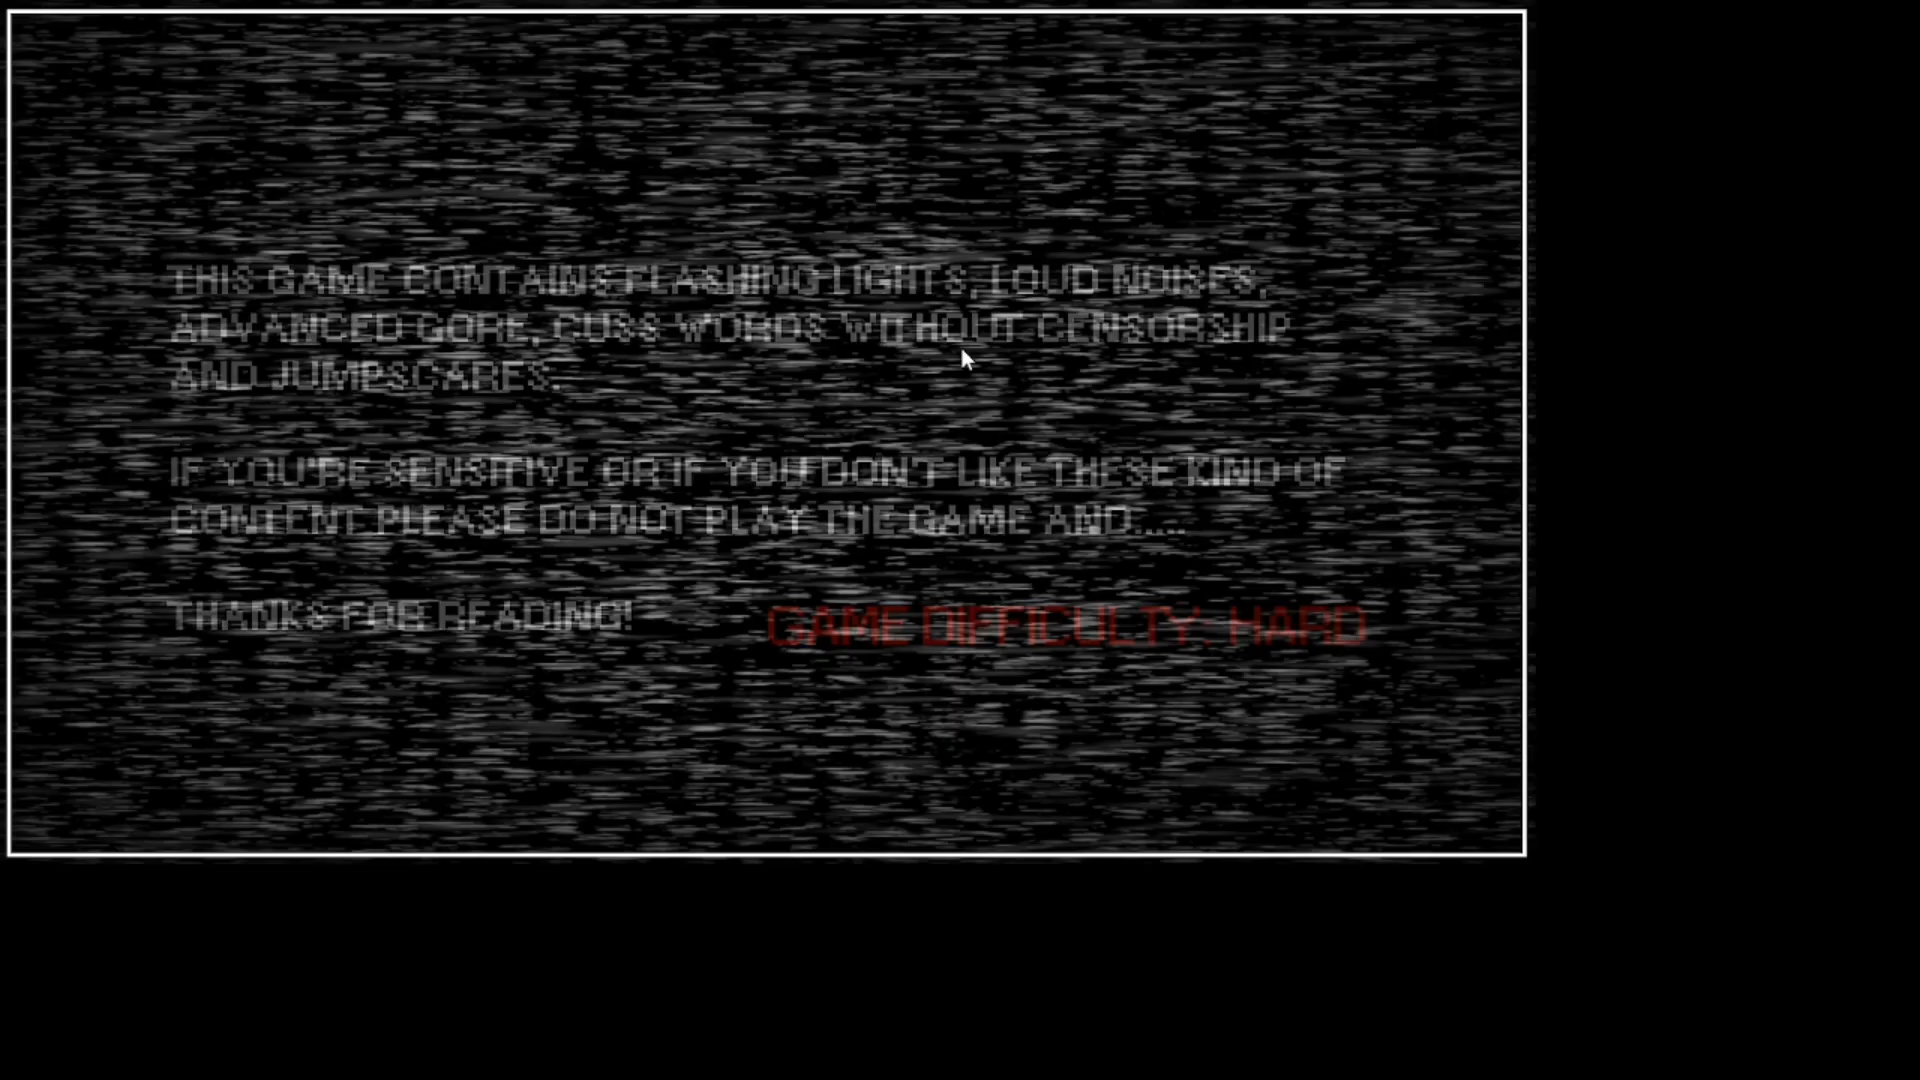 THIS GAME CONTAINS FLASHING LIGHTS, LOUD NOISES,
ADVANCED GORE, CUSS WORDS WITHOUT CENSORSHIP
AND JUMPSCARES.
IF YOU'RE SENSITIVE OR IF YOU DON'T LIKE THESE KIND OF
CONTENT PLEASE DO NOT PLAY THE GAME AND.....
THANKS FOR READING!
GAME DIFFICULTY: HARD